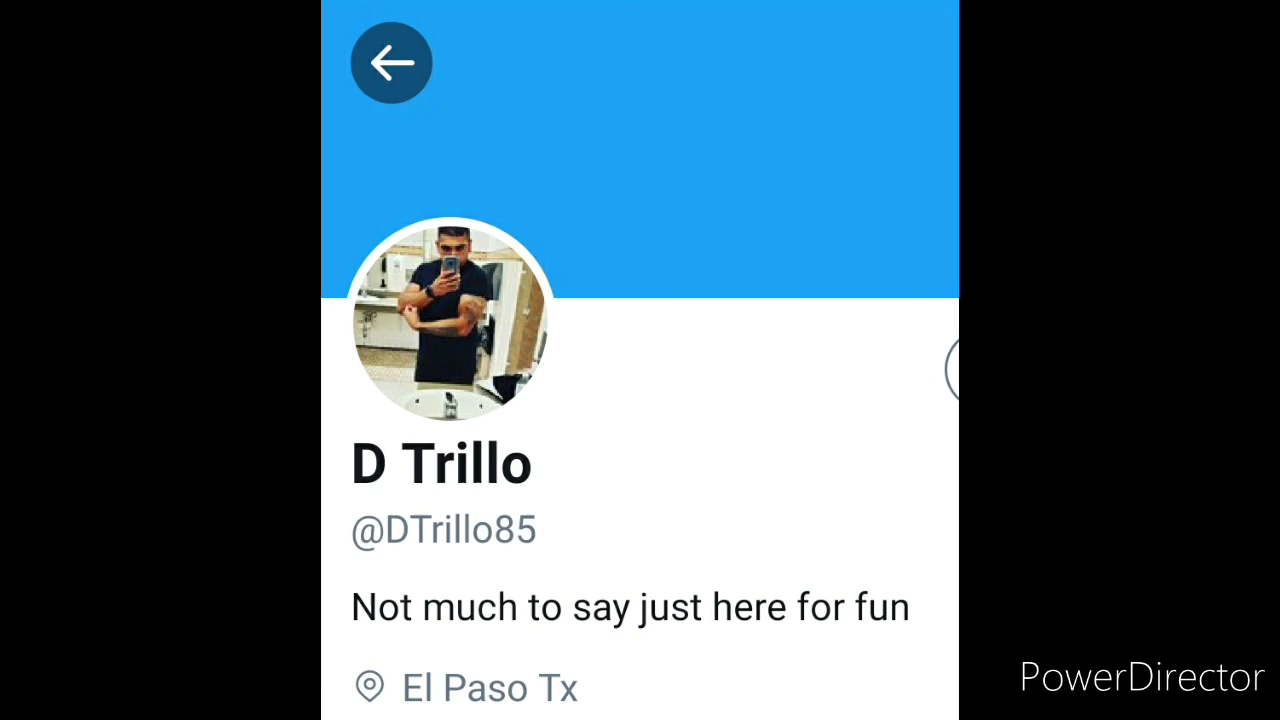 D Trillo
@DTrillo85
Not much to say just here for fun
El Paso Tx
PowerDirector